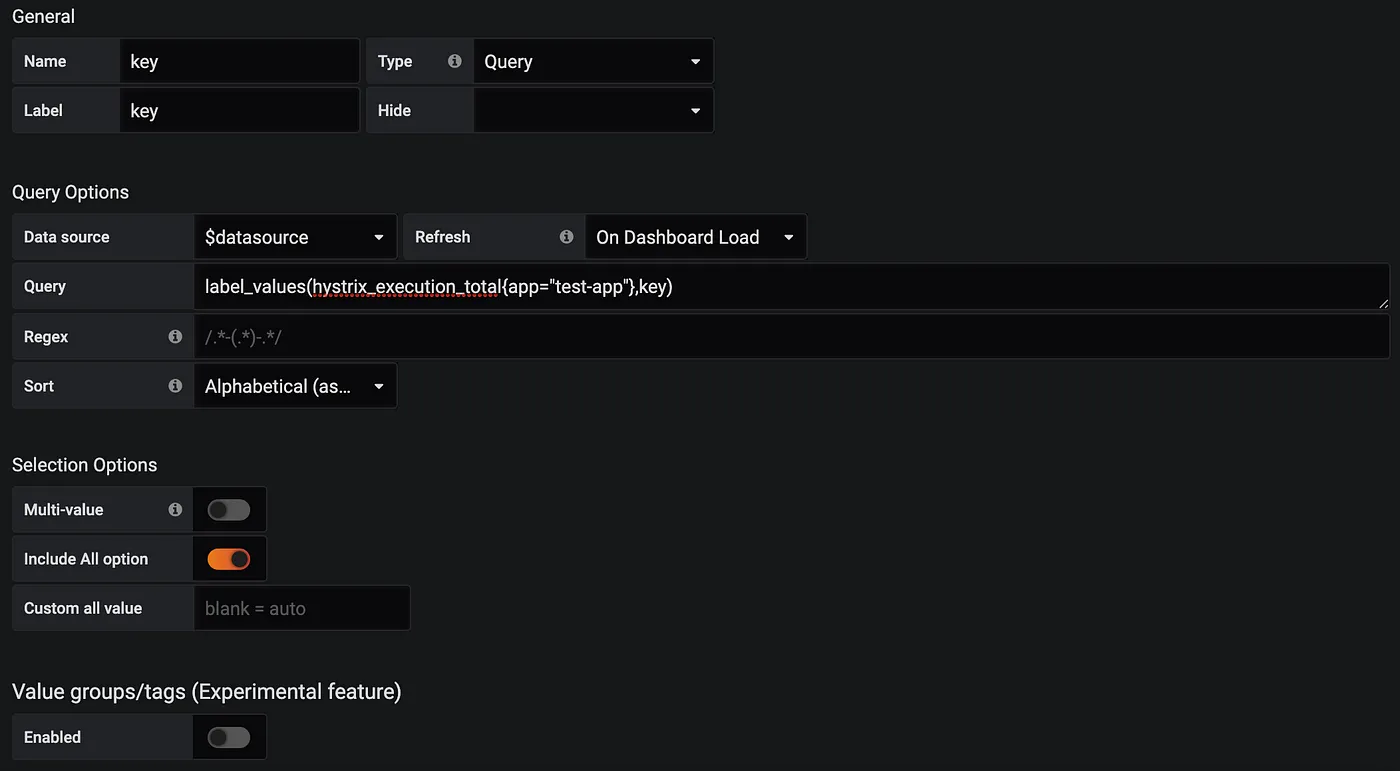 General
Name key Type Query
Label key Hide
Query Options
Data source $datasource Refresh On Dashboard Load
Query label_values(hystrix_execution_total{app="test-app"},key)
Regex /.*-(.*)-.*/
Sort Alphabetical (as...
Selection Options
Multi-value
Include All option
Custom all value blank = auto
Value groups/tags (Experimental feature)
Enabled